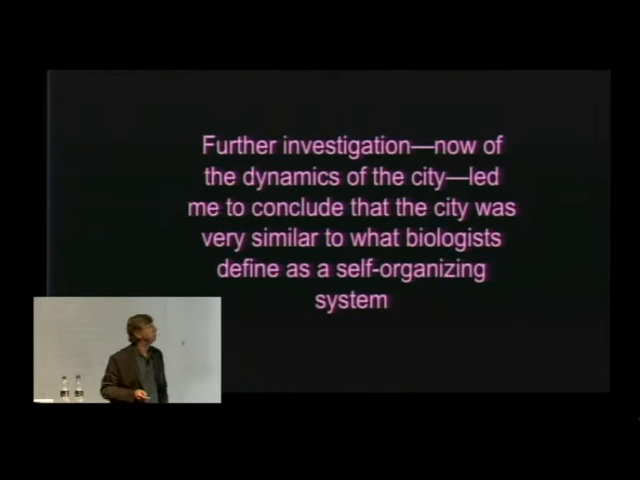 Further investigation—now of
the dynamics of the city—led
me to conclude that the city was
very similar to what biologists
define as a self-organizing
system